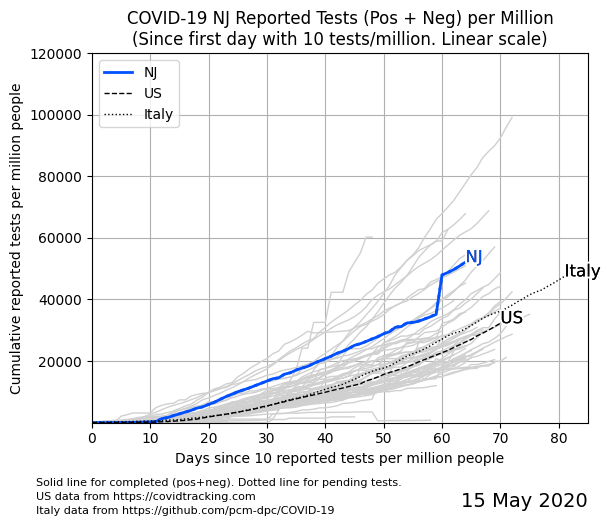 COVID-19 NJ Reported Tests (Pos + Neg) per Million
(Since first day with 10 tests/million. Linear scale)
Cumulative reported tests per million people
120000
100000
80000
60000
40000
20000
NJ
US
Italy
NJ
Italy
US
0 10 20 30 40 50 60 70 80
Days since 10 reported tests per million people
Solid line for completed (pos+neg). Dotted line for pending tests.
US data from https://covidtracking.com
Italy data from https://github.com/pcm-dpc/COVID-19
15 May 2020